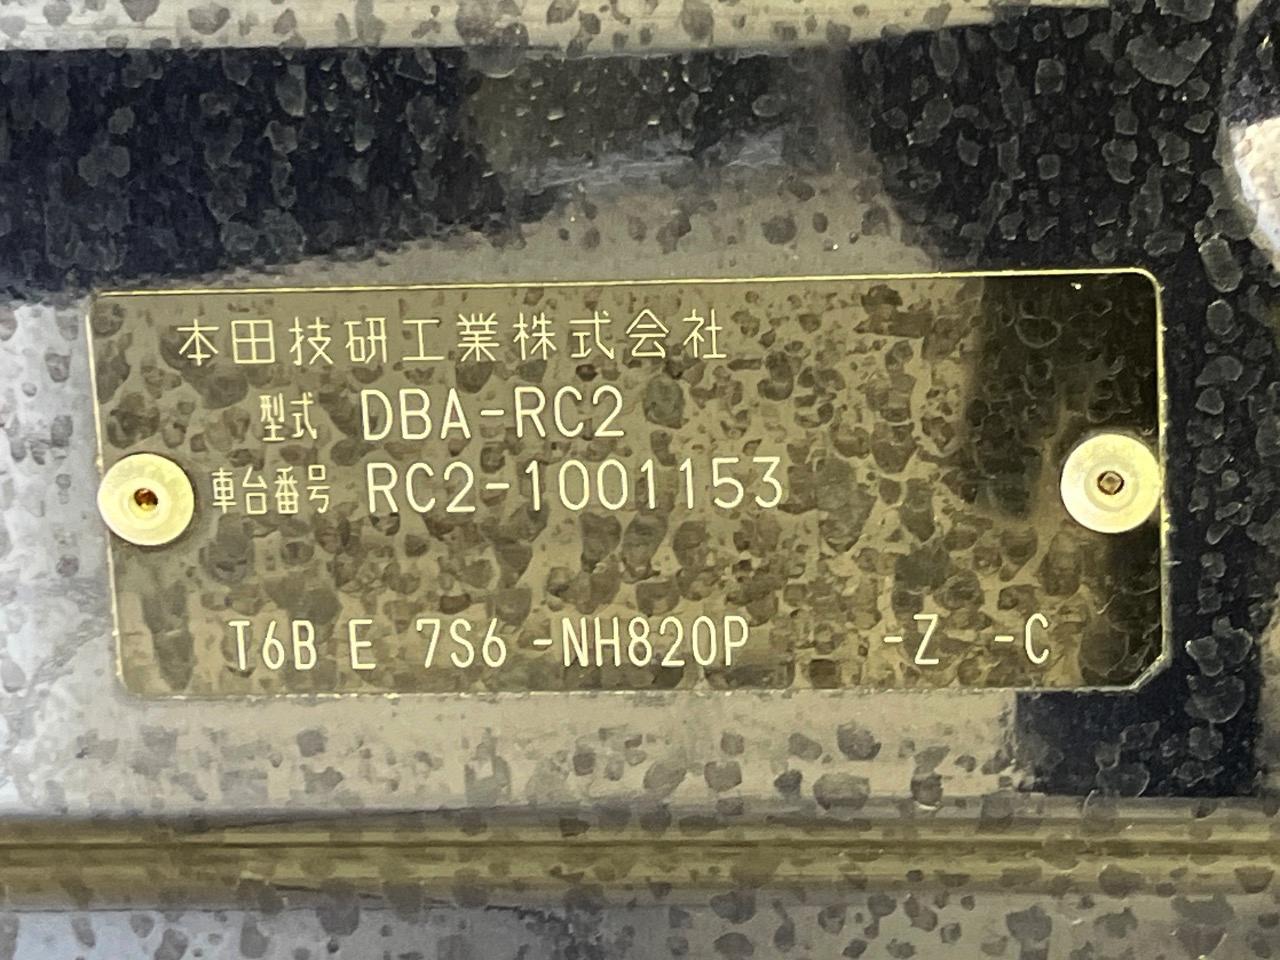 本田技研工業株式会社
型式 DBA-RC2
車台番号 RC2-1001153
T6B E 7S6 -NH820P -Z -C